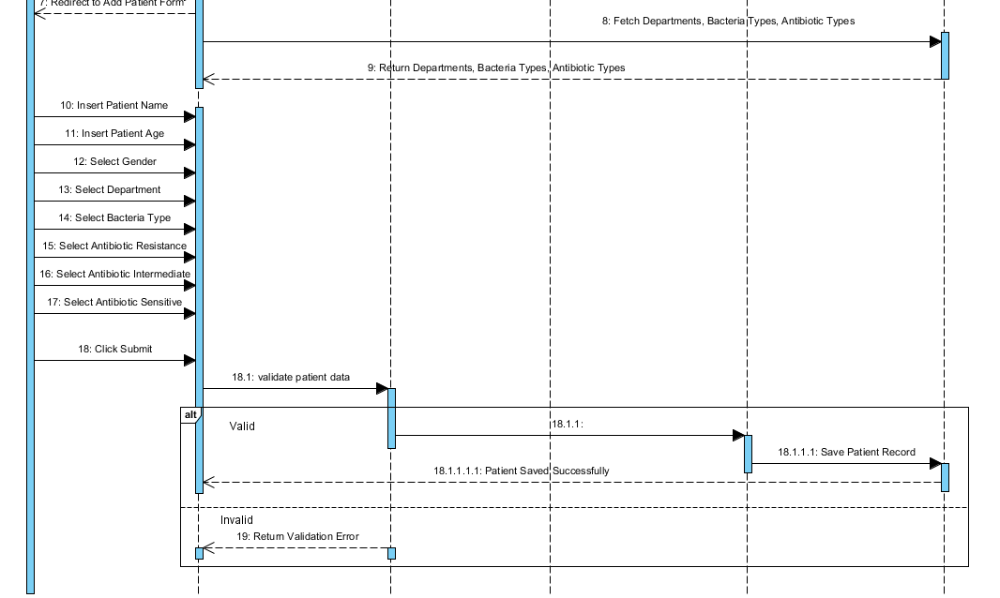 7: Redirect to Add Patient Form"
8: Fetch Departments, Bacteria Types, Antibiotic Types
9: Return Departments, Bacteria Types, Antibiotic Types
10: Insert Patient Name
11: Insert Patient Age
12: Select Gender
13: Select Department
14: Select Bacteria Type
15: Select Antibiotic Resistance
16: Select Antibiotic Intermediate
17: Select Antibiotic Sensitive
18: Click Submit
18.1: validate patient data
alt
Valid
18.1.1:
18.1.1.1: Save Patient Record
18.1.1.1.1: Patient Saved Successfully
Invalid
19: Return Validation Error